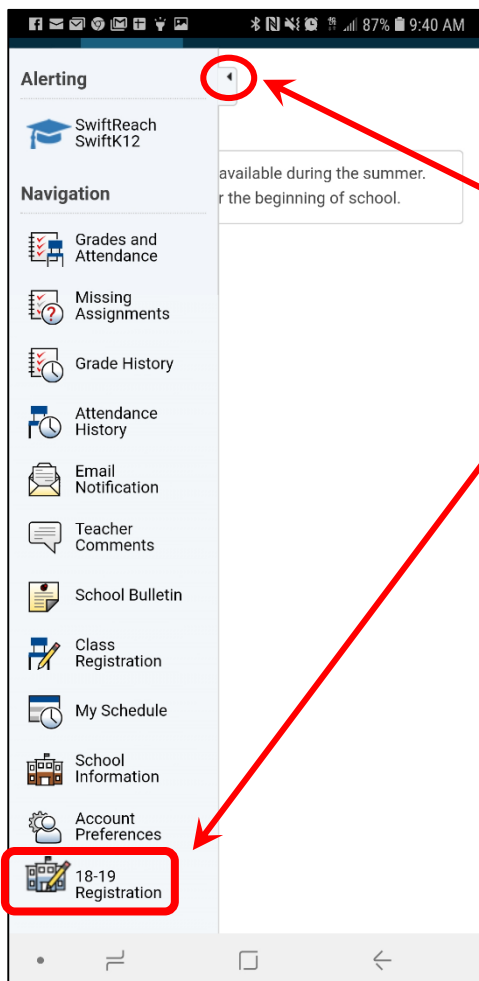 87% 9:40 AM
Alerting
SwiftReach
SwiftK12
available during the summer.
r the beginning of school.
Navigation
Grades and
Attendance
Missing
Assignments
Grade History
Attendance
History
Email
Notification
Teacher
Comments
School Bulletin
Class
Registration
My Schedule
School
Information
Account
Preferences
18-19
Registration